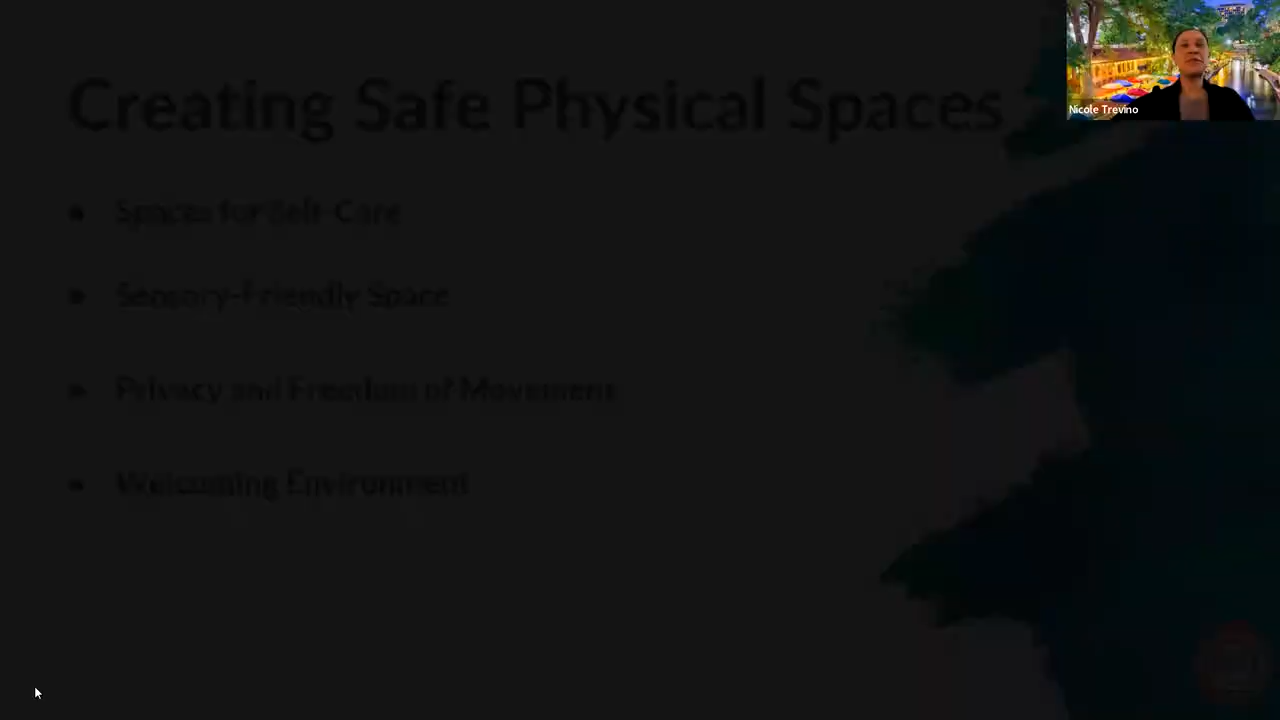 Creating Safe Physical Spaces
Nicole Trevino
• Spaces for Self-Care
• Sensory-Friendly Space
• Privacy and Freedom of Movement
• Welcoming Environment